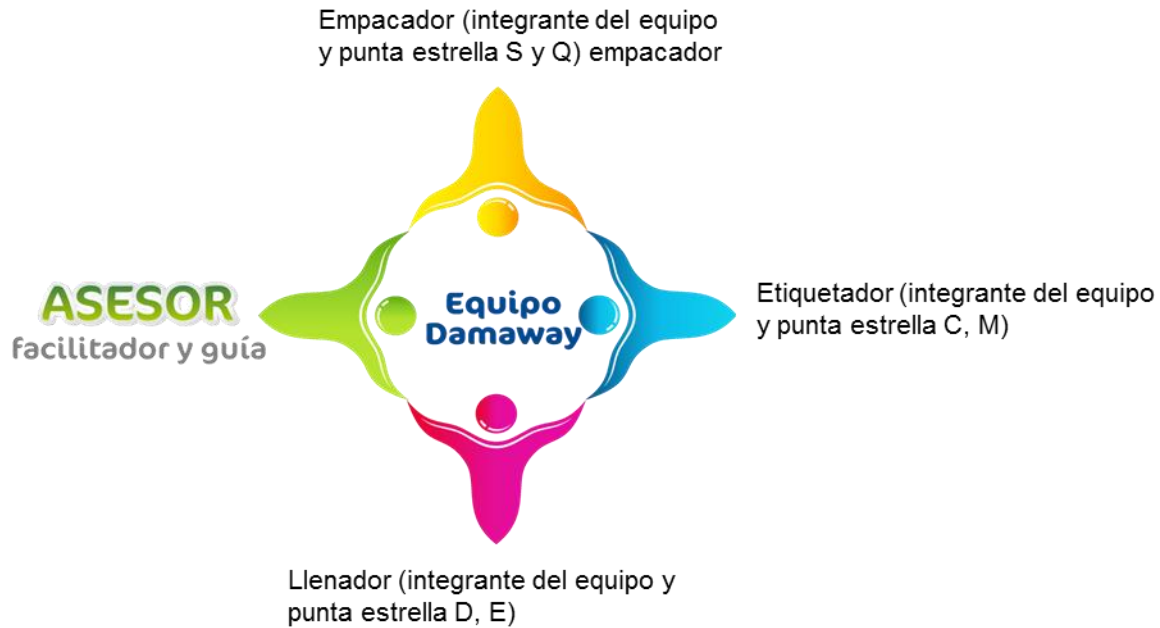 Empacador (integrante del equipo
y punta estrella S y Q) empacador
ASESOR
facilitador y guía
Equipo
Damaway
Etiquetador (integrante del equipo
y punta estrella C, M)
Llenador (integrante del equipo y
punta estrella D, E)